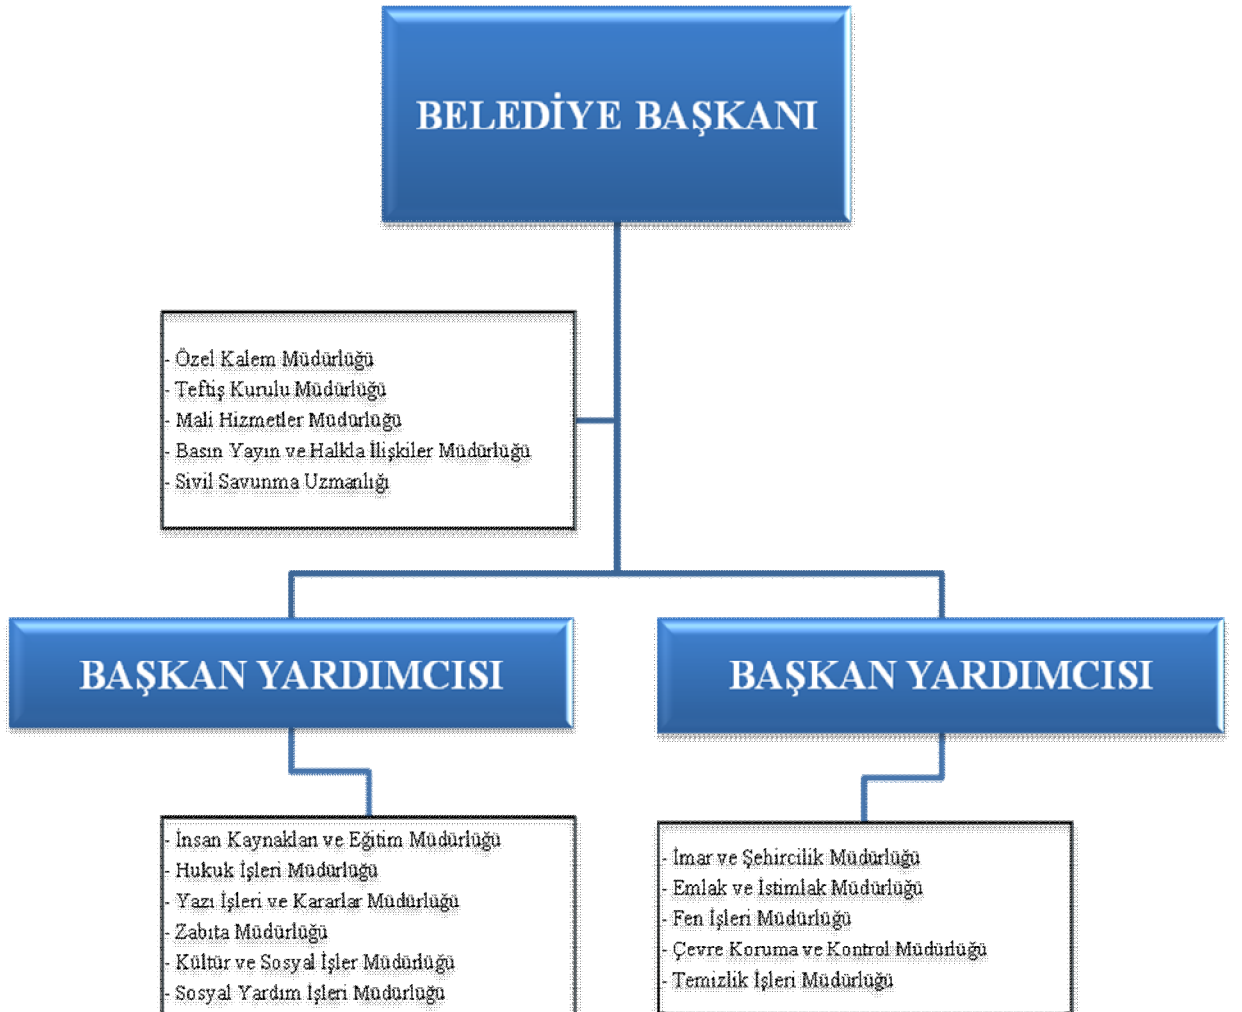 BELEDİYE BAŞKANI
- Özel Kalem Müdürlüğü
- Teftiş Kurulu Müdürlüğü
- Mali Hizmetler Müdürlüğü
- Basın Yayın ve Halkla İlişkiler Müdürlüğü
- Sivil Savunma Uzmanlığı
BAŞKAN YARDIMCISI
BAŞKAN YARDIMCISI
- İnsan Kaynakları ve Eğitim Müdürlüğü
- Hukuk İşleri Müdürlüğü
- Yazı İşleri ve Kararlar Müdürlüğü
- Zabıta Müdürlüğü
- Kültür ve Sosyal İşler Müdürlüğü
- Sosyal Yardım İşleri Müdürlüğü
- İmar ve Şehircilik Müdürlüğü
- Emlak ve İstimlak Müdürlüğü
- Fen İşleri Müdürlüğü
- Çevre Koruma ve Kontrol Müdürlüğü
- Temizlik İşleri Müdürlüğü